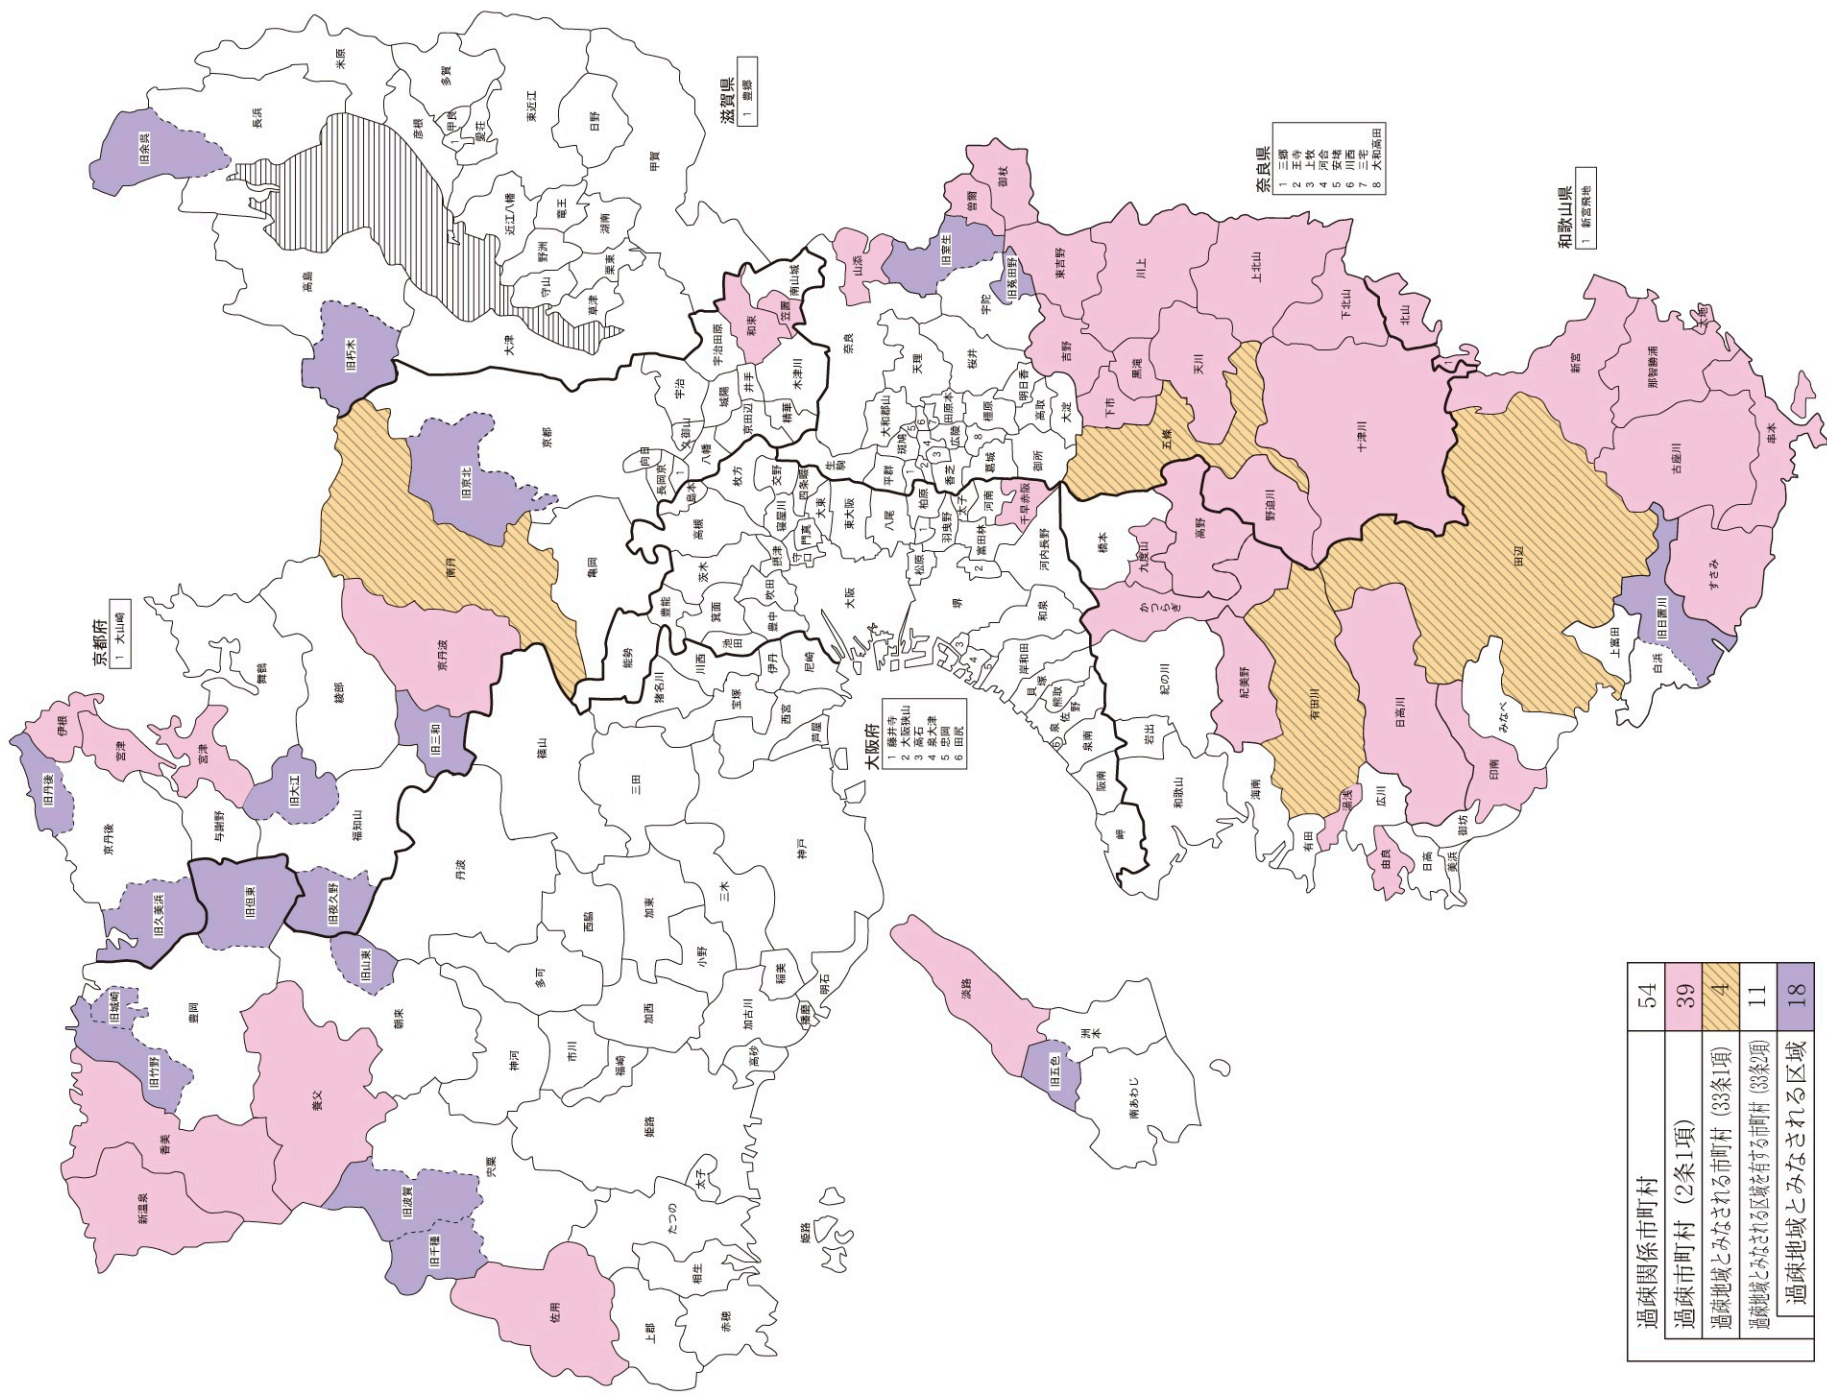 京都府
1 大山崎
滋賀県
1 豊郷
奈良県
1 三郷
2 王寺
3 上牧
4 河合
5 安堵
6 川西
7 三宅
8 大和高田
和歌山県
1 新宮飛地
大阪府
1 藤井寺
2 大阪狭山
3 高石
4 泉大津
5 忠岡
6 田尻
過疎関係市町村 54
過疎市町村(2条1項) 39
過疎地域とみなされる市町村(33条1項) 4
過疎地域とみなされる区域を有する市町村(33条2項) 11
過疎地域とみなされる区域 18
旧余呉
長浜
米原
多賀
彦根
甲良
1
愛荘
東近江
日野
甲賀
近江八幡
竜王
湖南
野洲
守山
栗東
草津
高島
旧朽木
大津
伊根
宮津
宮津
旧丹後
京丹後
与謝野
旧久美浜
舞鶴
綾部
旧大江
福知山
旧三和
旧夜久野
京丹波
南丹
旧京北
京都
亀岡
向日
長岡京
1
久御山
宇治
八幡
城陽
京田辺
井手
宇治田原
和束
笠置
南山城
木津川
精華
旧但東
旧城崎
旧竹野
豊岡
香美
新温泉
養父
旧山東
朝来
旧波賀
旧千種
宍粟
佐用
上郡
赤穂
相生
たつの
太子
姫路
姫路
神河
市川
福崎
多可
西脇
加西
加東
小野
三木
加古川
高砂
稲美
播磨
明石
神戸
丹波
篠山
三田
猪名川
川西
宝塚
伊丹
西宮
尼崎
芦屋
淡路
洲本
旧五色
南あわじ
能勢
豊能
池田
箕面
豊中
茨木
吹田
高槻
島本
摂津
枚方
交野
寝屋川
四条畷
守口
門真
大東
大阪
東大阪
八尾
松原
柏原
1
羽曳野
太子
河南
富田林
2
千早赤阪
河内長野
堺
和泉
3
4
5
岸和田
貝塚
熊取
泉佐野
6
泉南
阪南
岬
奈良
山添
旧室生
曽爾
御杖
旧菟田野
宇陀
天理
桜井
大和郡山
生駒
平群
斑鳩
1
2
3
4
5
6
7
8
田原本
広陵
香芝
葛城
橿原
明日香
高取
御所
大淀
吉野
東吉野
川上
上北山
下北山
下市
黒滝
天川
五條
野迫川
十津川
北山
1
新宮
那智勝浦
太地
古座川
串本
すさみ
旧日置川
白浜
上富田
田辺
みなべ
印南
日高川
御坊
美浜
日高
由良
広川
湯浅
有田
有田川
海南
紀美野
和歌山
岩出
紀の川
かつらぎ
九度山
高野
橋本